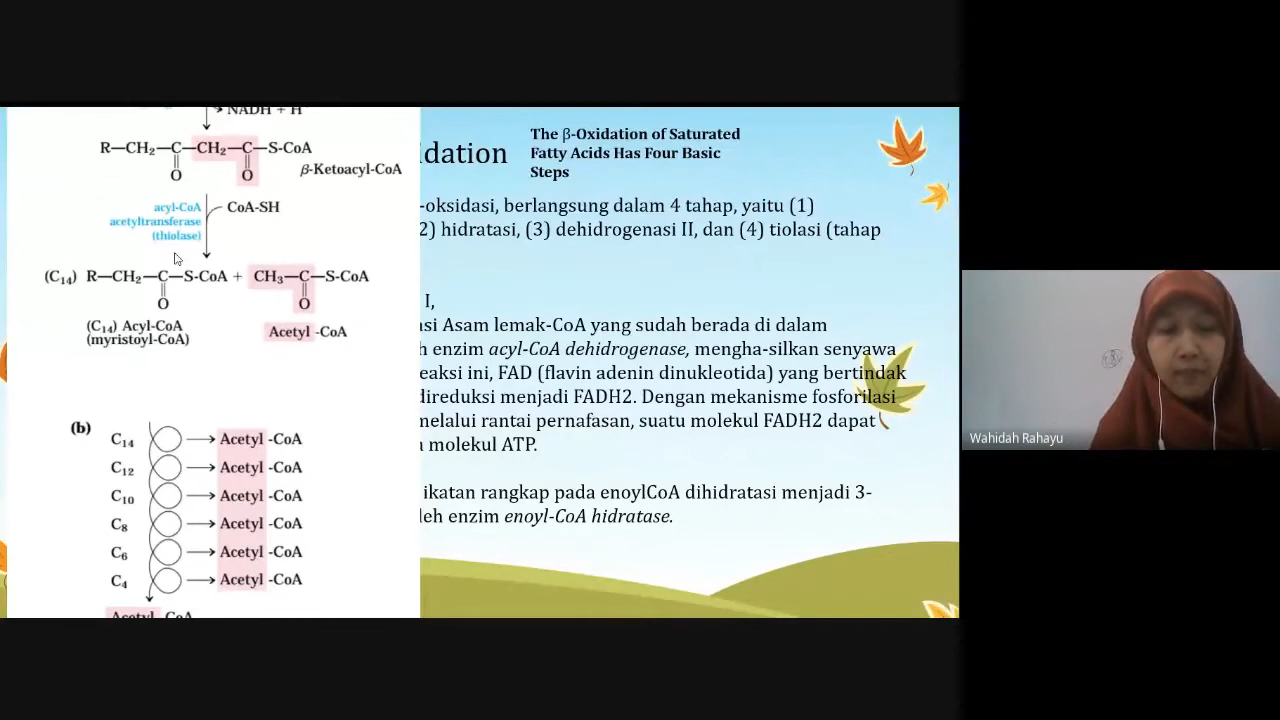 NADH + H
R—CH₂—C—CH₂—C—S-CoA
O O
β-Ketoacyl-CoA
acyl-CoA
acetyltransferase
(thiolase)
CoA-SH
(C₁₄) R—CH₂—C—S-CoA + CH₃—C—S-CoA
O O
(C₁₄) Acyl-CoA
(myristoyl-CoA)
Acetyl -CoA
(b)
C₁₄ Acetyl -CoA
C₁₂ Acetyl -CoA
C₁₀ Acetyl -CoA
C₈ Acetyl -CoA
C₆ Acetyl -CoA
C₄ Acetyl -CoA
Acetyl -CoA
idation
The β-Oxidation of Saturated
Fatty Acids Has Four Basic
Steps
-oksidasi, berlangsung dalam 4 tahap, yaitu (1)
2) hidratasi, (3) dehidrogenasi II, dan (4) tiolasi (tahap
I,
asi Asam lemak-CoA yang sudah berada di dalam
h enzim acyl-CoA dehidrogenase, mengha-silkan senyawa
eaksi ini, FAD (flavin adenin dinukleotida) yang bertindak
direduksi menjadi FADH2. Dengan mekanisme fosforilasi
melalui rantai pernafasan, suatu molekul FADH2 dapat
molekul ATP.
ikatan rangkap pada enoylCoA dihidratasi menjadi 3-
leh enzim enoyl-CoA hidratase.
Wahidah Rahayu